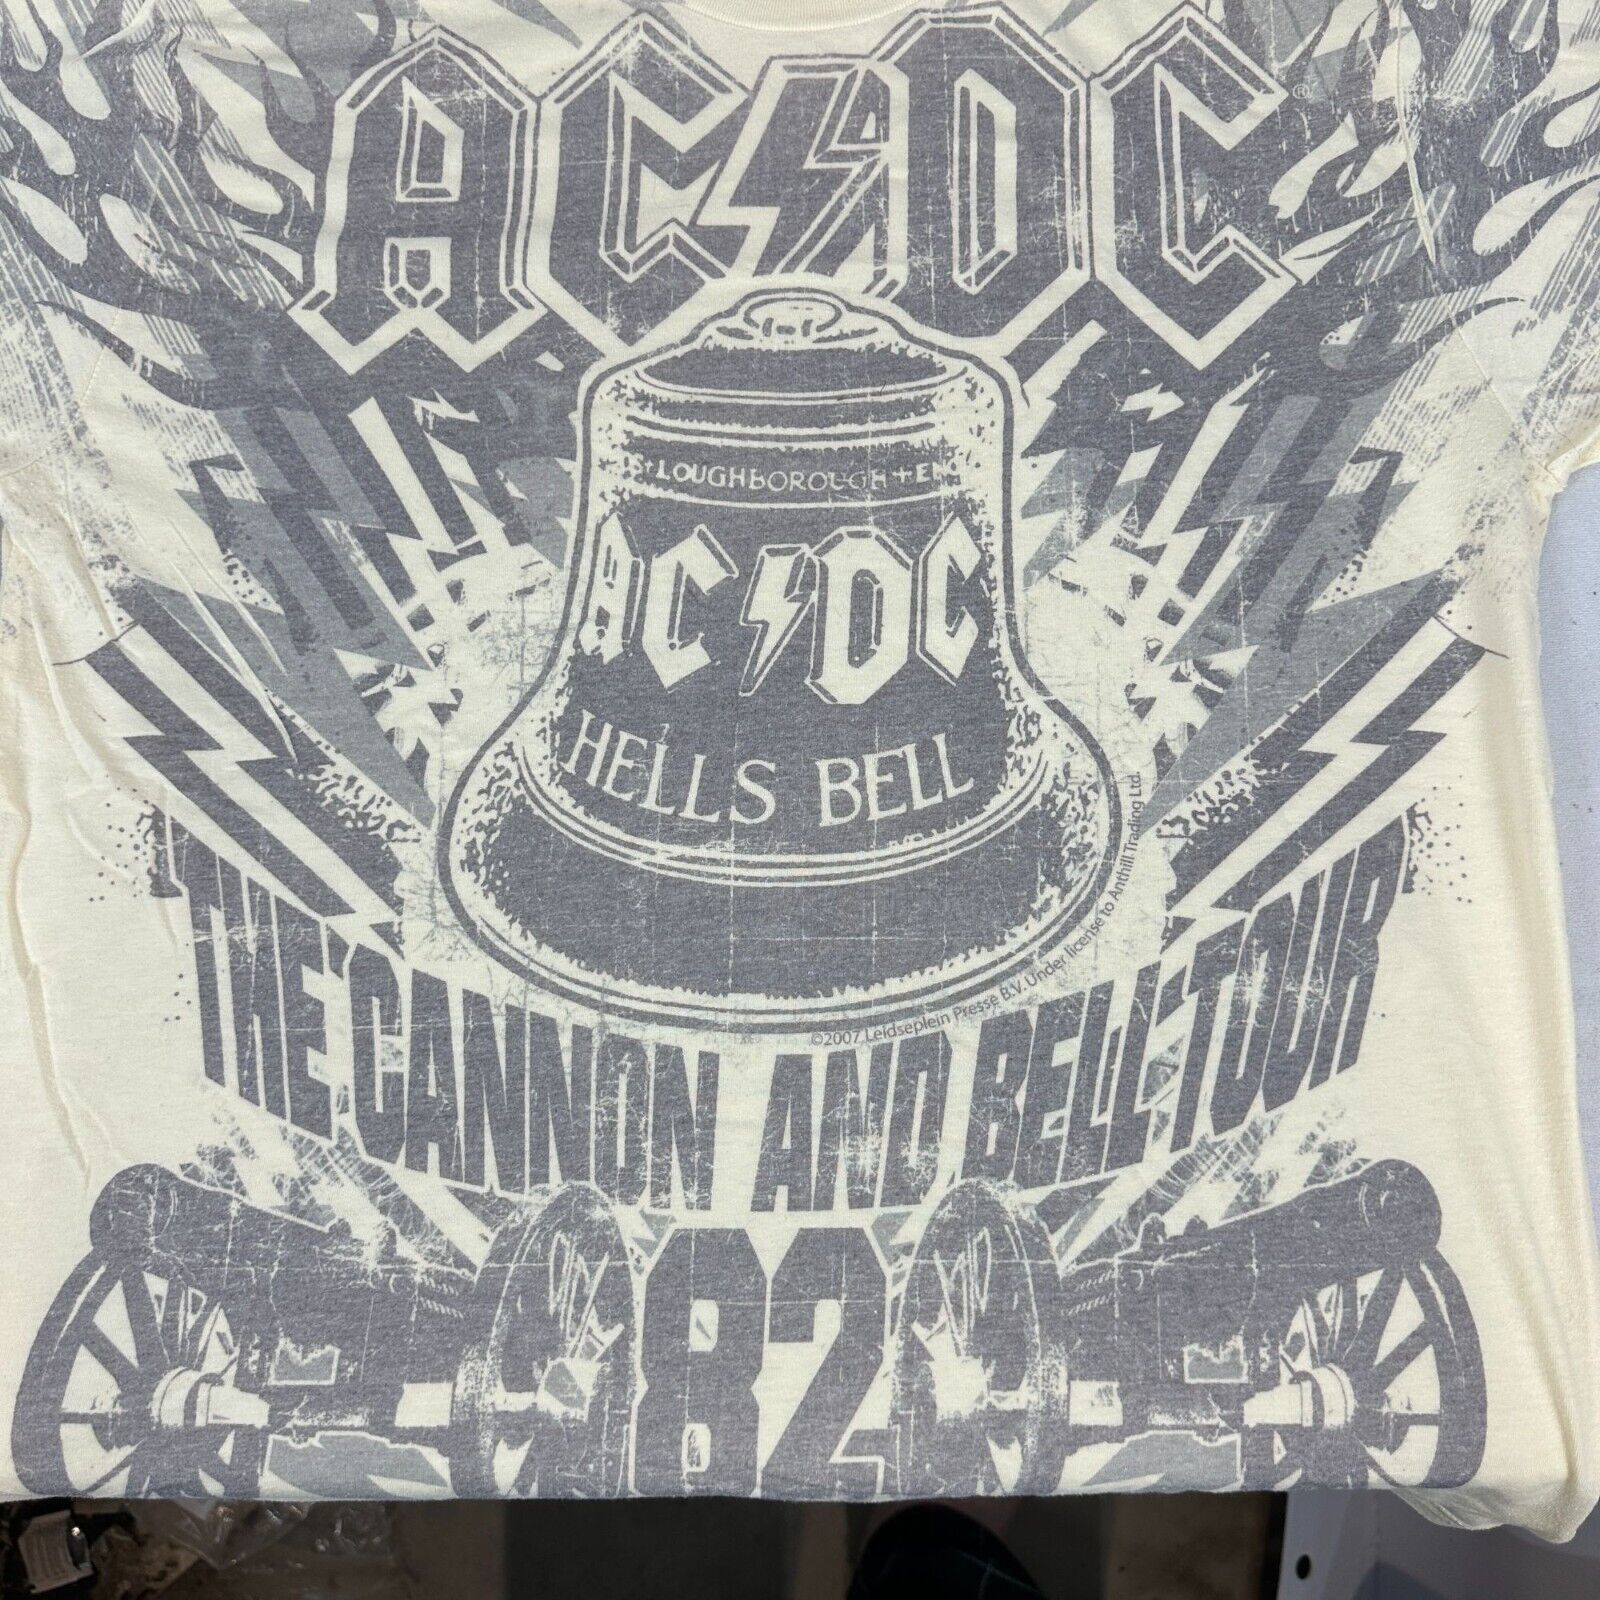 AC⚡DC®
LOUGHBOROUGH + EN
AC⚡DC
HELLS BELL
THE CANNON AND BELL TOUR
©2007 Leidseplein Presse B.V. Under license to Anthill Trading Ltd.
82